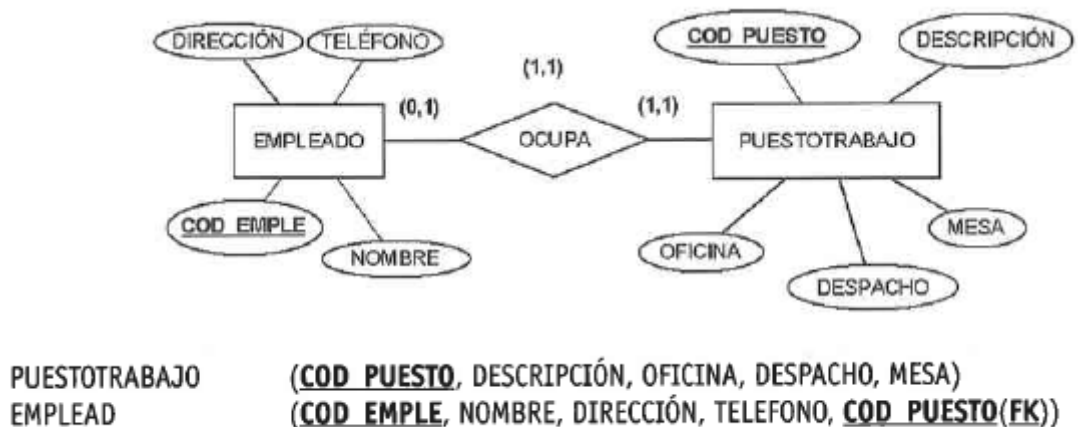 DIRECCIÓN TELÉFONO
COD PUESTO
DESCRIPCIÓN
(1,1)
(0,1)
(1,1)
EMPLEADO
OCUPA
PUESTOTRABAJO
COD EMPLE
NOMBRE
OFICINA
DESPACHO
MESA
PUESTOTRABAJO (COD PUESTO, DESCRIPCIÓN, OFICINA, DESPACHO, MESA)
EMPLEAD (COD EMPLE, NOMBRE, DIRECCIÓN, TELEFONO, COD PUESTO(FK))